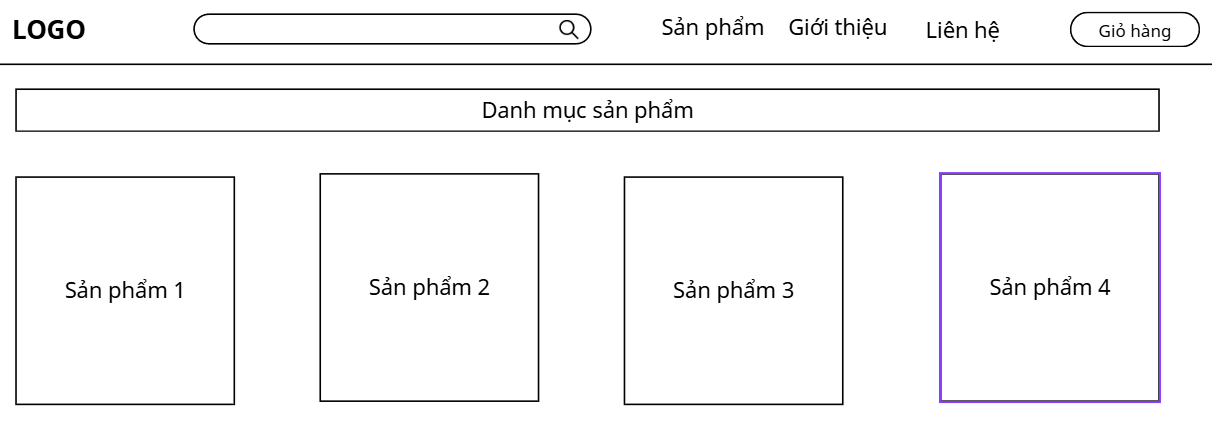 LOGO
Sản phẩm
Giới thiệu
Liên hệ
Giỏ hàng
Danh mục sản phẩm
Sản phẩm 1
Sản phẩm 2
Sản phẩm 3
Sản phẩm 4